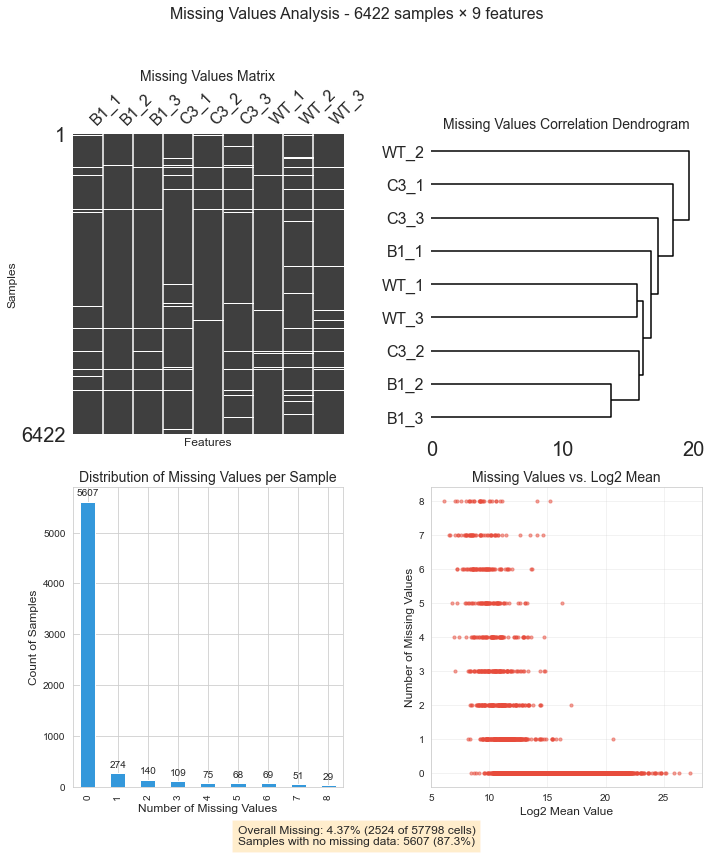 Missing Values Analysis - 6422 samples × 9 features
Missing Values Matrix
B1_1 B1_2 B1_3 C3_1 C3_2 C3_3 WT_1 WT_2 WT_3
1
Samples
6422
Features
Missing Values Correlation Dendrogram
WT_2
C3_1
C3_3
B1_1
WT_1
WT_3
C3_2
B1_2
B1_3
0 10 20
Distribution of Missing Values per Sample
Count of Samples
5000
4000
3000
2000
1000
0
5607 274 140 109 75 68 69 51 29
0 1 2 3 4 5 6 7 8
Number of Missing Values
Missing Values vs. Log2 Mean
Number of Missing Values
8
7
6
5
4
3
2
1
0
5 10 15 20 25
Log2 Mean Value
Overall Missing: 4.37% (2524 of 57798 cells)
Samples with no missing data: 5607 (87.3%)